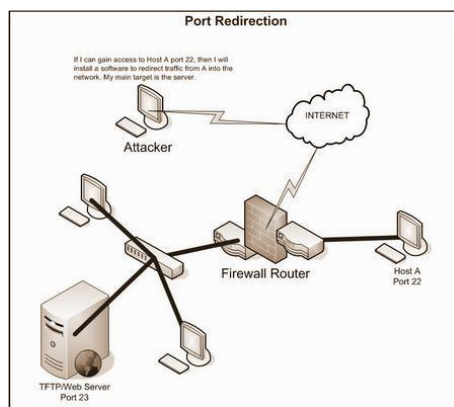 Port Redirection
If I can gain access to Host A port 22, then I will
install a software to redirect traffic from A into the
network. My main target is the server.
INTERNET
Attacker
Firewall Router
Host A
Port 22
TFTP/Web Server
Port 23